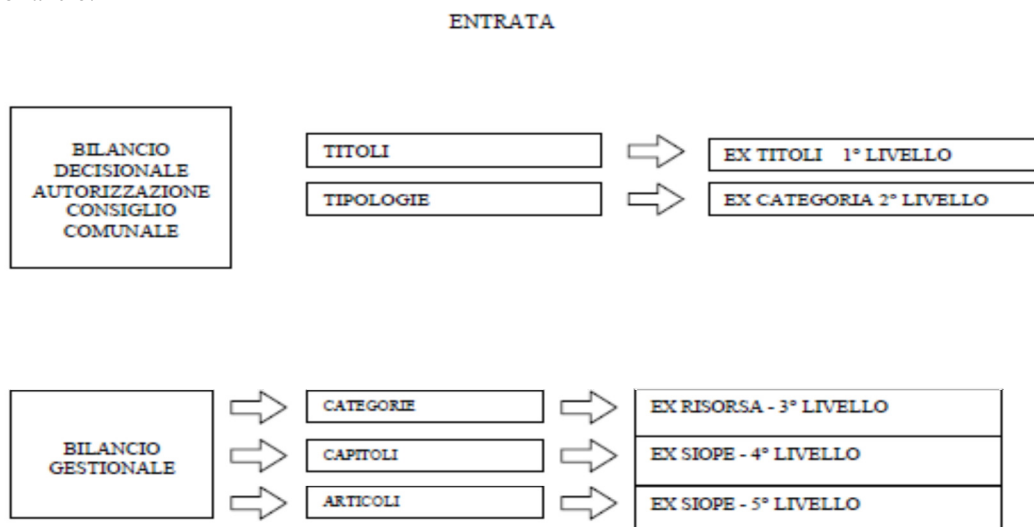 ENTRATA
BILANCIO
DECISIONALE
AUTORIZZAZIONE
CONSIGLIO
COMUNALE
TITOLI
EX TITOLI 1° LIVELLO
TIPOLOGIE
EX CATEGORIA 2° LIVELLO
BILANCIO
GESTIONALE
CATEGORIE
EX RISORSA - 3° LIVELLO
CAPITOLI
EX SIOPE - 4° LIVELLO
ARTICOLI
EX SIOPE - 5° LIVELLO